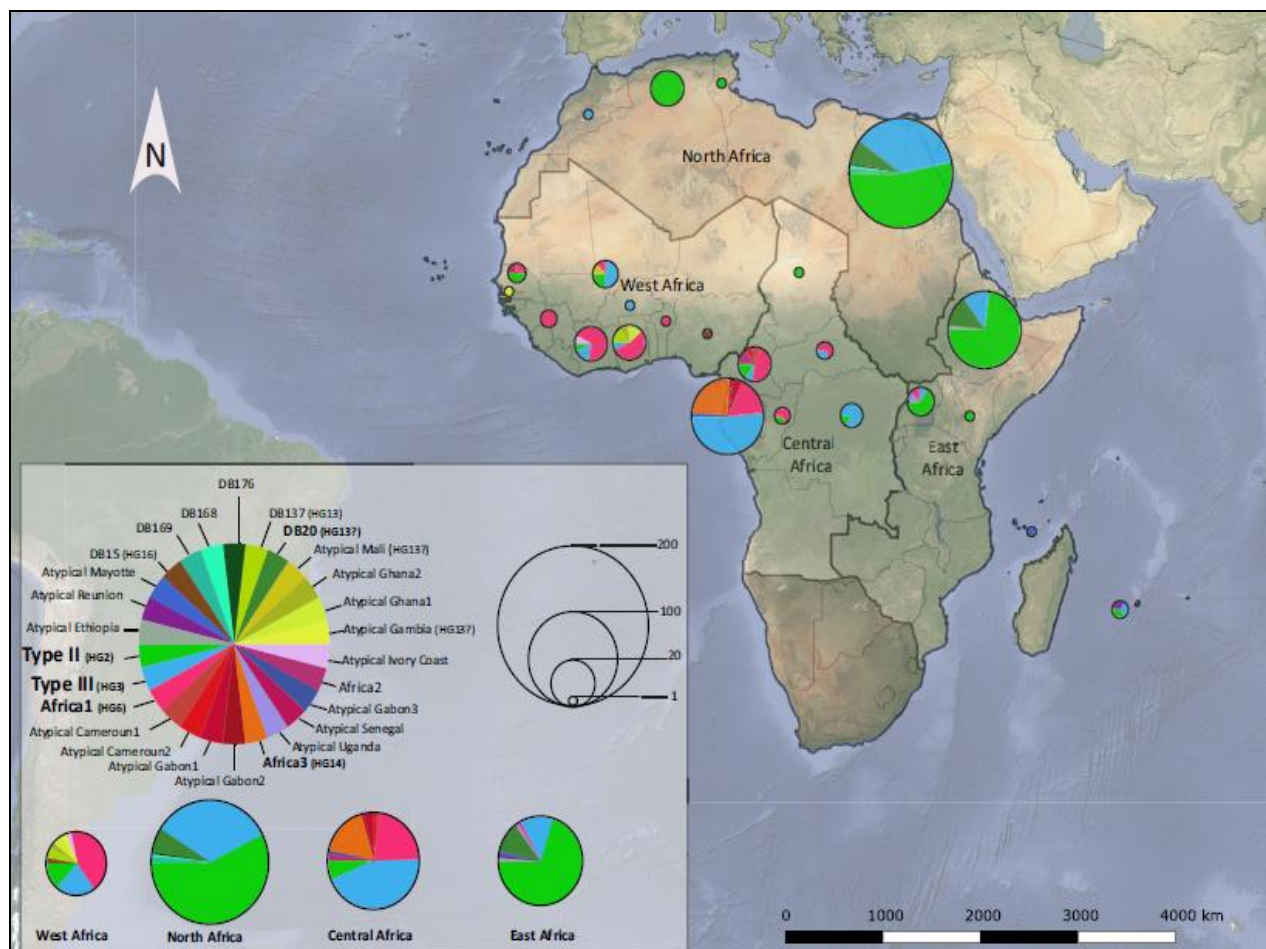 N
North Africa
West Africa
Central
Africa
East
Africa
DB176
DB168
DB137 (HG13)
DB169
DB20 (HG13?)
DB15 (HG16)
Atypical Mali (HG13?)
Atypical Mayotte
Atypical Ghana2
Atypical Reunion
Atypical Ghana1
Atypical Ethiopia
Atypical Gambia (HG13?)
Type II (HG2)
Atypical Ivory Coast
Type III (HG3)
Africa2
Africa1 (HG6)
Atypical Gabon3
Atypical Cameroun1
Atypical Senegal
Atypical Cameroun2
Atypical Uganda
Atypical Gabon1
Africa3 (HG14)
Atypical Gabon2
200
100
20
1
West Africa
North Africa
Central Africa
East Africa
0 1000 2000 3000 4000 km